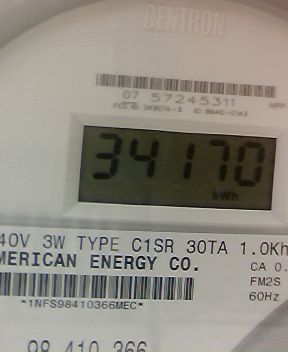 CENTRON®
07 57245311
34170
kWh
40V 3W TYPE C1SR 30TA 1.0Kh
MERICAN ENERGY CO.
CA 0.
FM2S
*1NFS98410366MEC*
60Hz
98 410 366